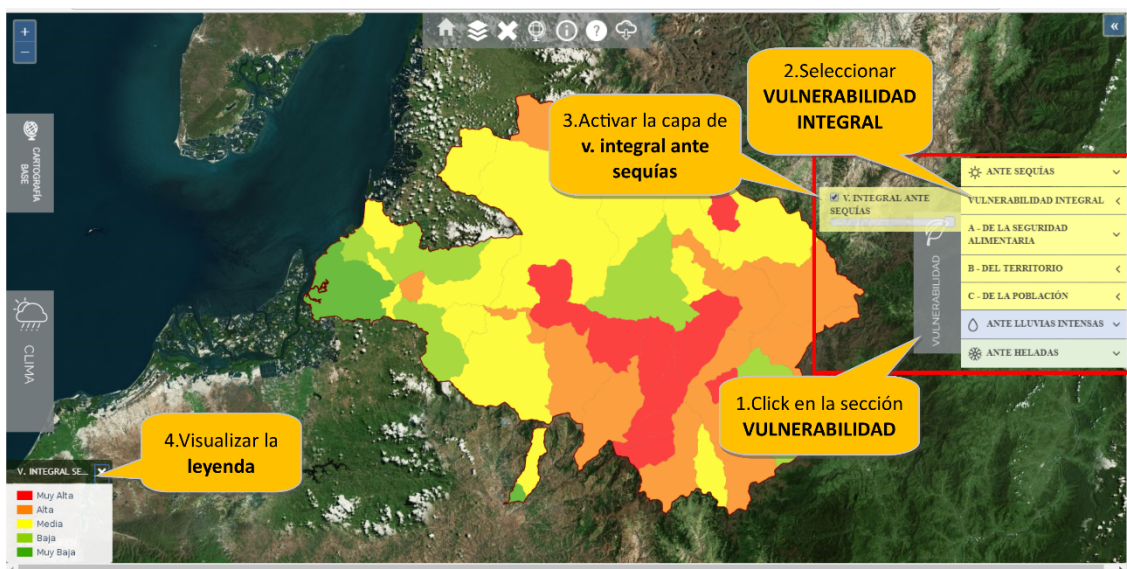 +
−
?
«
2.Seleccionar
VULNERABILIDAD
INTEGRAL
3.Activar la capa de
v. integral ante
sequías
CARTOGRAFÍA
BASE
CLIMA
V. INTEGRAL ANTE
SEQUÍAS
VULNERABILIDAD
ANTE SEQUÍAS
VULNERABILIDAD INTEGRAL
A - DE LA SEGURIDAD
ALIMENTARIA
B - DEL TERRITORIO
C - DE LA POBLACIÓN
ANTE LLUVIAS INTENSAS
ANTE HELADAS
1.Click en la sección
VULNERABILIDAD
4.Visualizar la
leyenda
V. INTEGRAL SE...
Muy Alta
Alta
Media
Baja
Muy Baja